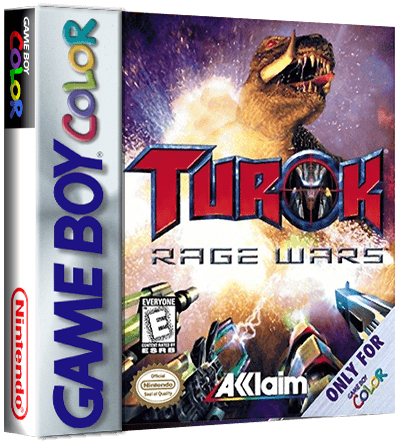 GAME BOY
COLOR
Nintendo
GAME BOY COLOR
TUROK
RAGE WARS
EVERYONE
E
CONTENT RATED BY
ESRB
Official
Nintendo
Seal of Quality
AKKlaim
ONLY FOR
GAME BOY
COLOR